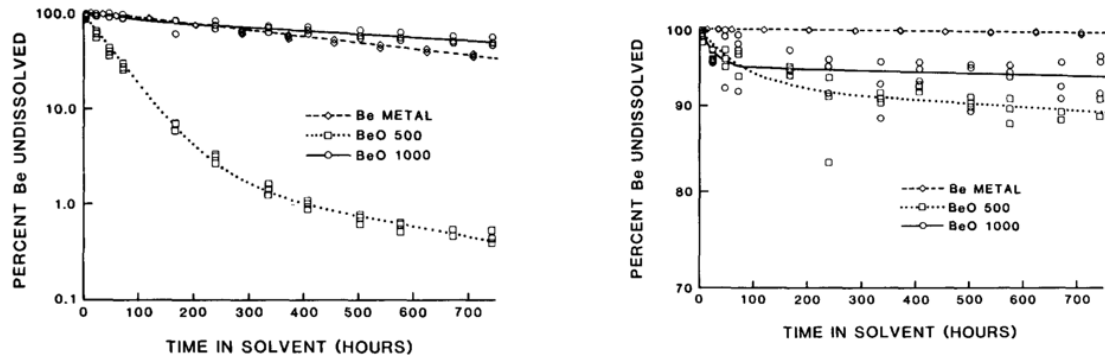 PERCENT Be UNDISSOLVED
100.0
10.0
1.0
0.1
Be METAL
BeO 500
BeO 1000
0 100 200 300 400 500 600 700
TIME IN SOLVENT (HOURS)
PERCENT Be UNDISSOLVED
100
90
80
70
Be METAL
BeO 500
BeO 1000
0 100 200 300 400 500 600 700
TIME IN SOLVENT (HOURS)